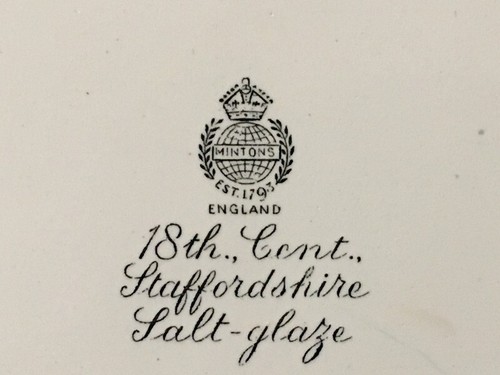 MINTONS
EST. 1793
ENGLAND
18th., Cent.,
Staffordshire
Salt-glaze